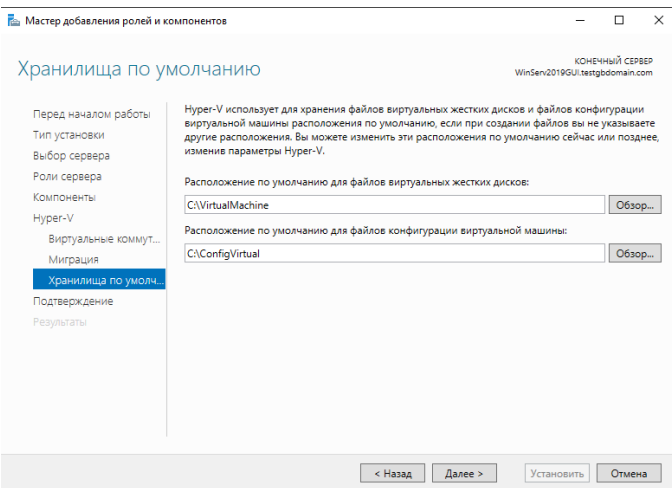 Мастер добавления ролей и компонентов
Хранилища по умолчанию
КОНЕЧНЫЙ СЕРВЕР
WinServ2019GUI.testgbdomain.com
Перед началом работы
Тип установки
Выбор сервера
Роли сервера
Компоненты
Hyper-V
Виртуальные коммут...
Миграция
Хранилища по умолч...
Подтверждение
Результаты
Hyper-V использует для хранения файлов виртуальных жестких дисков и файлов конфигурации
виртуальной машины расположения по умолчанию, если при создании файлов вы не указываете
другие расположения. Вы можете изменить эти расположения по умолчанию сейчас или позднее,
изменив параметры Hyper-V.
Расположение по умолчанию для файлов виртуальных жестких дисков:
C:\VirtualMachine
Обзор...
Расположение по умолчанию для файлов конфигурации виртуальной машины:
C:\ConfigVirtual
Обзор...
< Назад
Далее >
Установить
Отмена